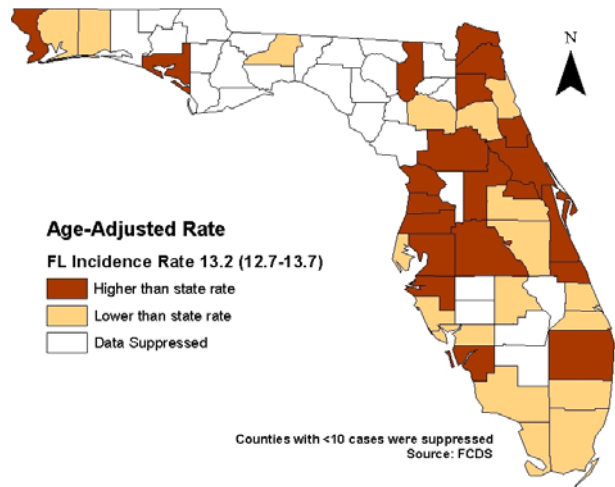 N
Age-Adjusted Rate
FL Incidence Rate 13.2 (12.7-13.7)
Higher than state rate
Lower than state rate
Data Suppressed
Counties with <10 cases were suppressed
Source: FCDS